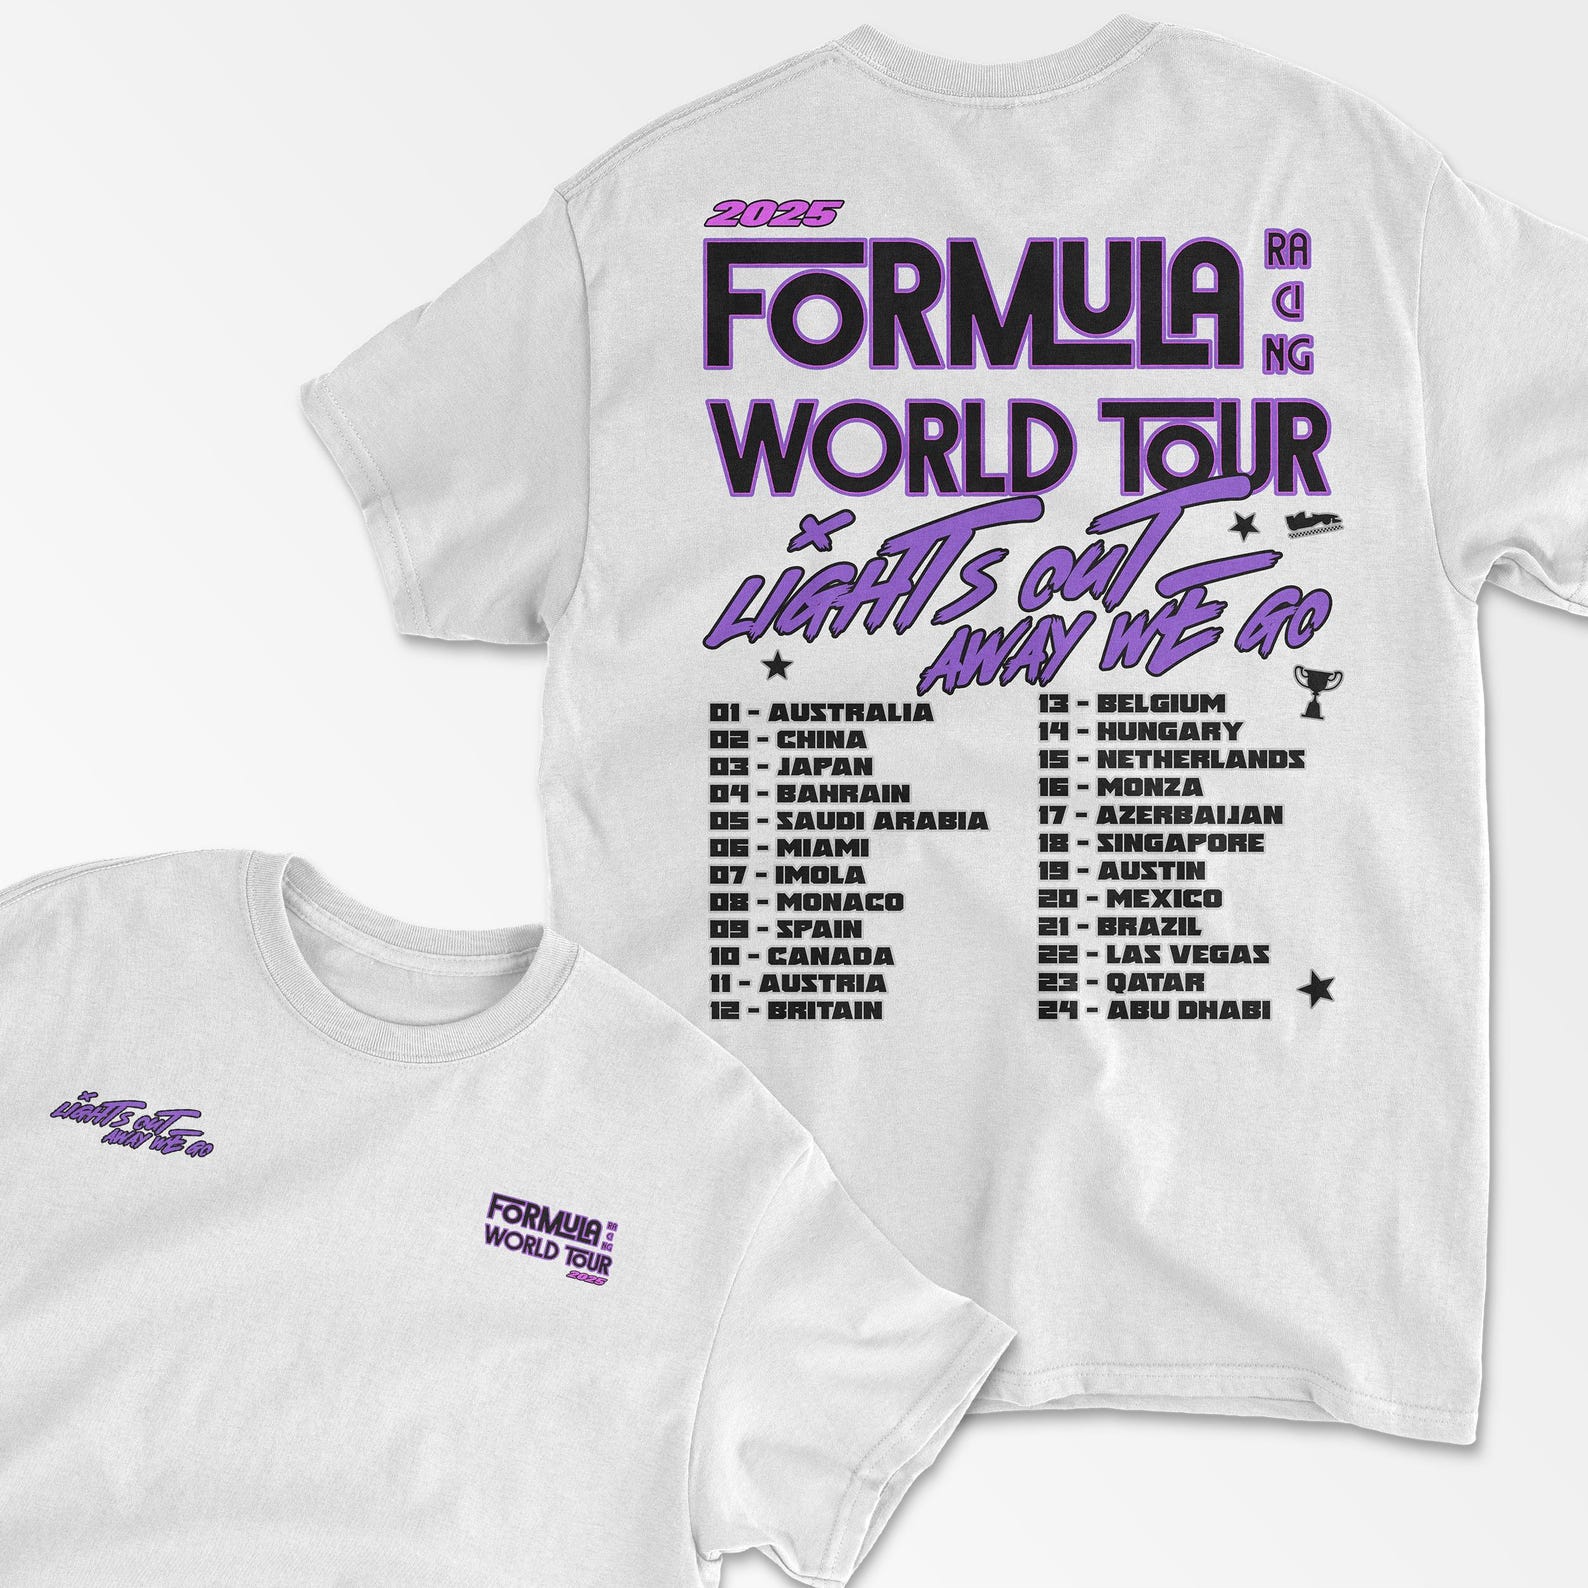 2025
FORMULA RACING
WORLD TOUR
LIGHTS OUT
AWAY WE GO
01 - AUSTRALIA
02 - CHINA
03 - JAPAN
04 - BAHRAIN
05 - SAUDI ARABIA
06 - MIAMI
07 - IMOLA
08 - MONACO
09 - SPAIN
10 - CANADA
11 - AUSTRIA
12 - BRITAIN
13 - BELGIUM
14 - HUNGARY
15 - NETHERLANDS
16 - MONZA
17 - AZERBAIJAN
18 - SINGAPORE
19 - AUSTIN
20 - MEXICO
21 - BRAZIL
22 - LAS VEGAS
23 - QATAR
24 - ABU DHABI
LIGHTS OUT
AWAY WE GO
FORMULA RACING
WORLD TOUR
2025